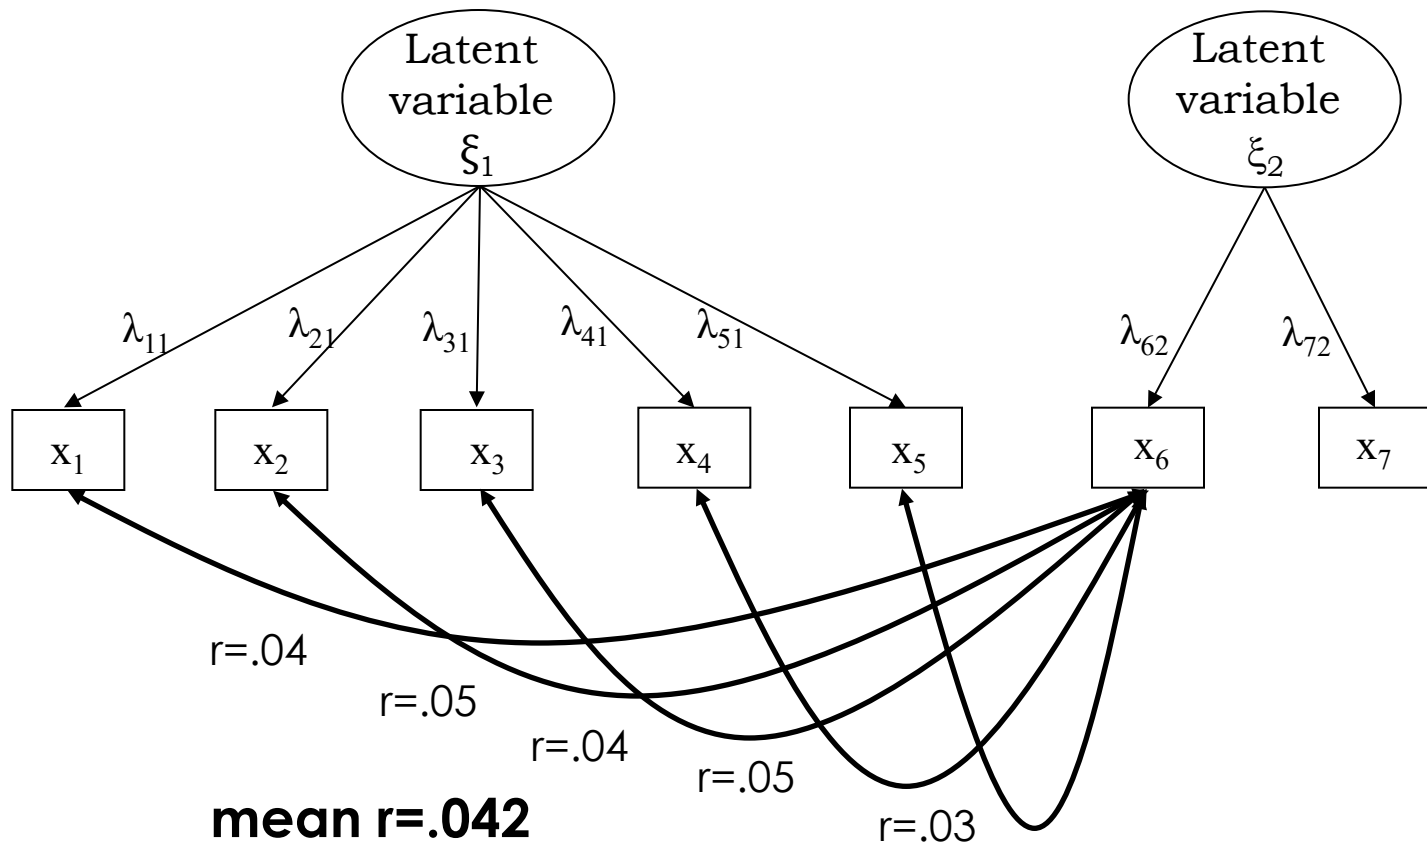 Latent
variable
ξ₁
Latent
variable
ξ₂
λ₁₁
λ₂₁
λ₃₁
λ₄₁
λ₅₁
λ₆₂
λ₇₂
x₁
x₂
x₃
x₄
x₅
x₆
x₇
r=.04
r=.05
r=.04
r=.05
r=.03
mean r=.042